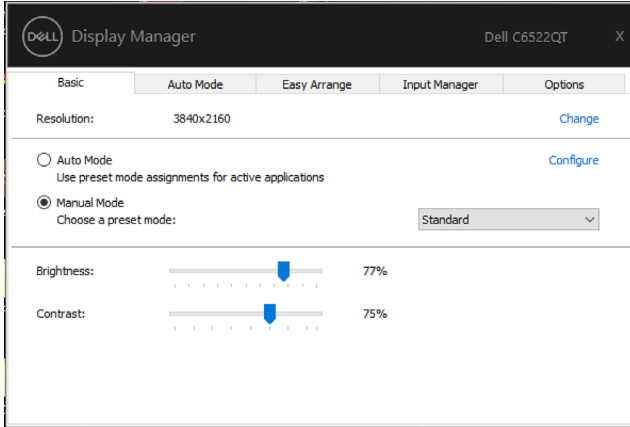 DELL Display Manager Dell C6522QT X
Basic Auto Mode Easy Arrange Input Manager Options
Resolution: 3840x2160 Change
Auto Mode Configure
Use preset mode assignments for active applications
Manual Mode
Choose a preset mode: Standard
Brightness: 77%
Contrast: 75%